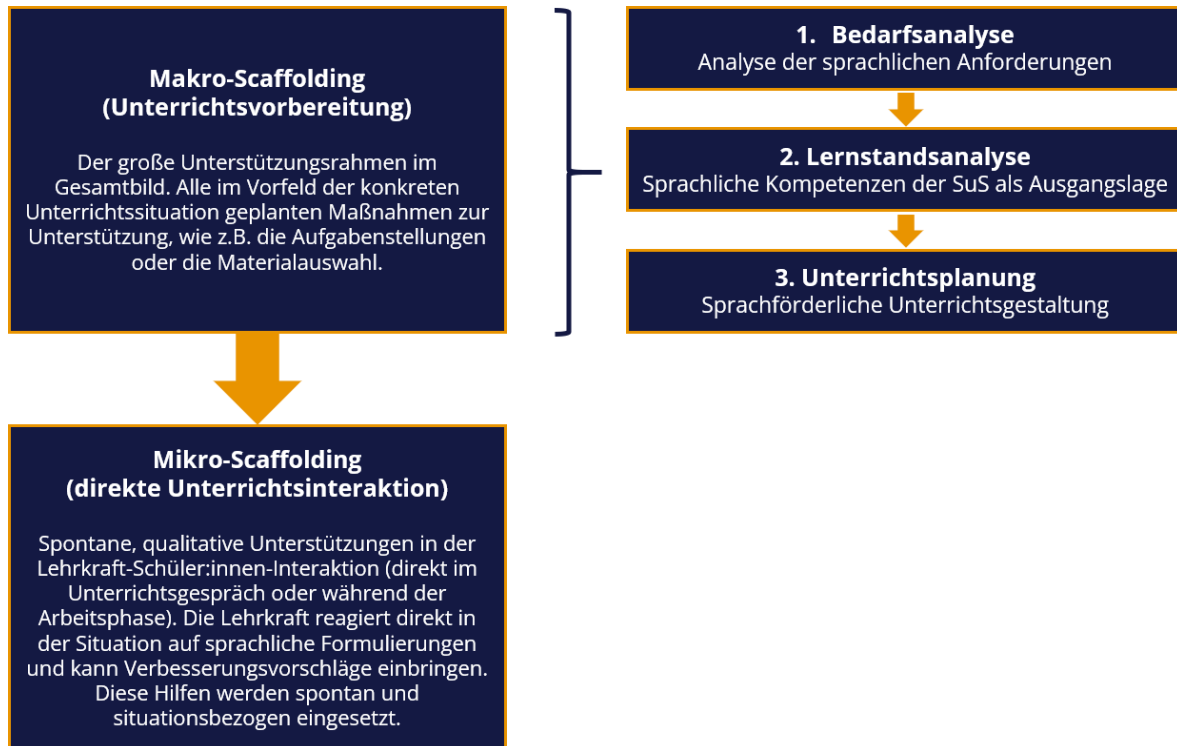 Makro-Scaffolding
(Unterrichtsvorbereitung)
Der große Unterstützungsrahmen im
Gesamtbild. Alle im Vorfeld der konkreten
Unterrichtssituation geplanten Maßnahmen zur
Unterstützung, wie z.B. die Aufgabenstellungen
oder die Materialauswahl.
1. Bedarfsanalyse
Analyse der sprachlichen Anforderungen
2. Lernstandsanalyse
Sprachliche Kompetenzen der SuS als Ausgangslage
3. Unterrichtsplanung
Sprachförderliche Unterrichtsgestaltung
Mikro-Scaffolding
(direkte Unterrichtsinteraktion)
Spontane, qualitative Unterstützungen in der
Lehrkraft-Schüler:innen-Interaktion (direkt im
Unterrichtsgespräch oder während der
Arbeitsphase). Die Lehrkraft reagiert direkt in
der Situation auf sprachliche Formulierungen
und kann Verbesserungsvorschläge einbringen.
Diese Hilfen werden spontan und
situationsbezogen eingesetzt.